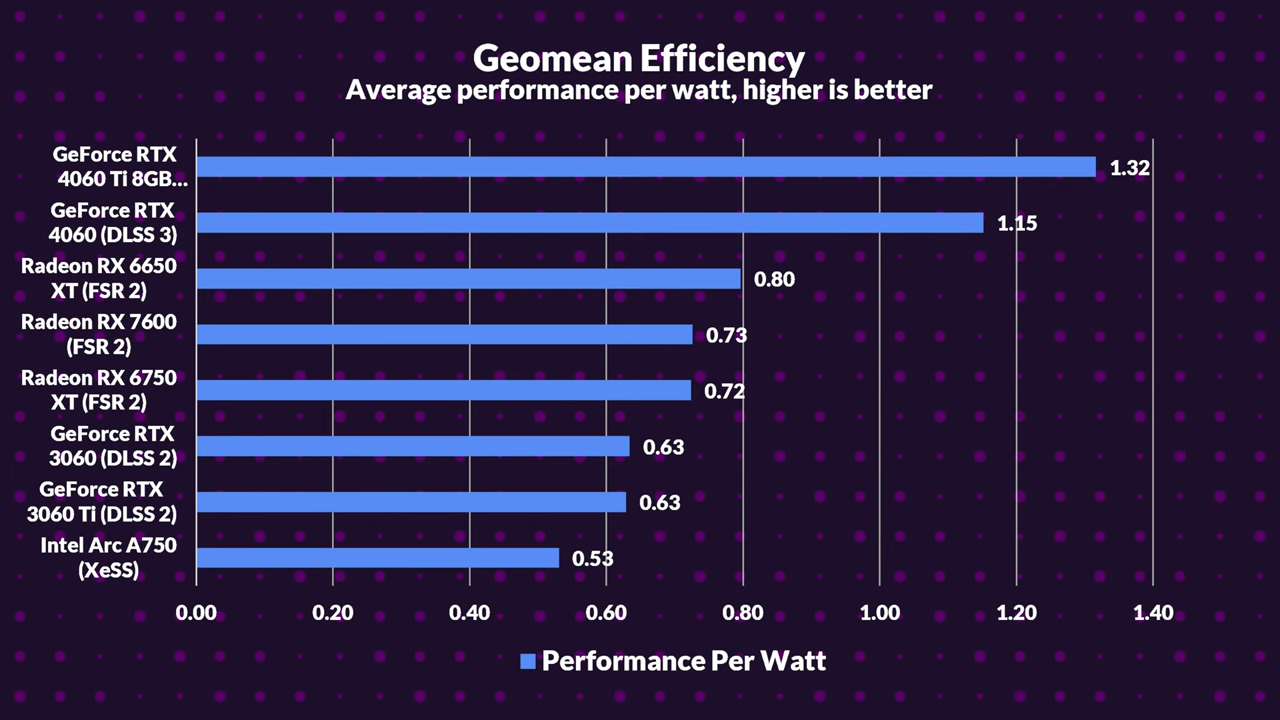 Geomean Efficiency
Average performance per watt, higher is better
GeForce RTX
4060 Ti 8GB...
1.32
GeForce RTX
4060 (DLSS 3)
1.15
Radeon RX 6650
XT (FSR 2)
0.80
Radeon RX 7600
(FSR 2)
0.73
Radeon RX 6750
XT (FSR 2)
0.72
GeForce RTX
3060 (DLSS 2)
0.63
GeForce RTX
3060 Ti (DLSS 2)
0.63
Intel Arc A750
(XeSS)
0.53
0.00 0.20 0.40 0.60 0.80 1.00 1.20 1.40
Performance Per Watt